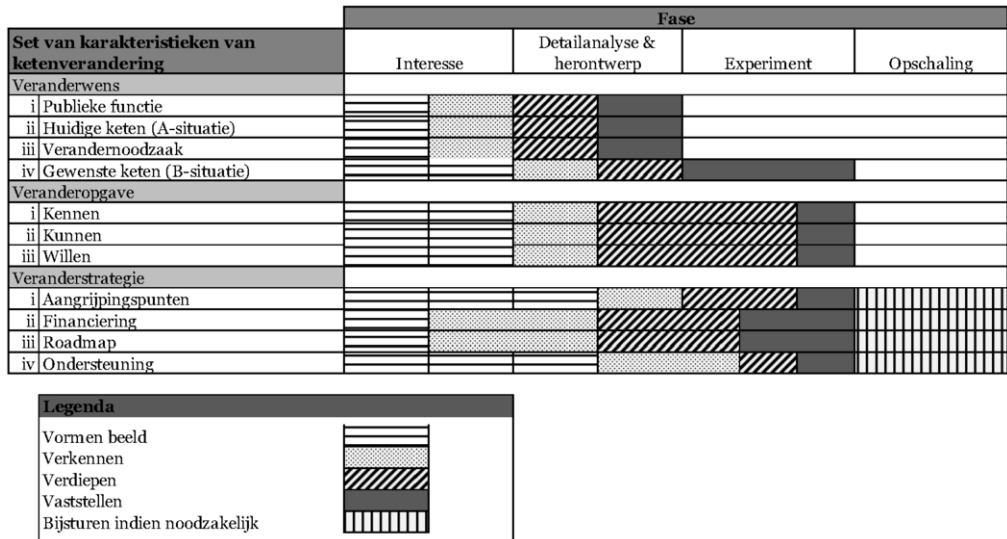 Fase
Set van karakteristieken van
ketenverandering
Interesse
Detailanalyse &
herontwerp
Experiment
Opschaling
Veranderwens
i Publieke functie
ii Huidige keten (A-situatie)
iii Verandernoodzaak
iv Gewenste keten (B-situatie)
Veranderopgave
i Kennen
ii Kunnen
iii Willen
Veranderstrategie
i Aangrijpingspunten
ii Financiering
iii Roadmap
iv Ondersteuning
Legenda
Vormen beeld
Verkennen
Verdiepen
Vaststellen
Bijsturen indien noodzakelijk